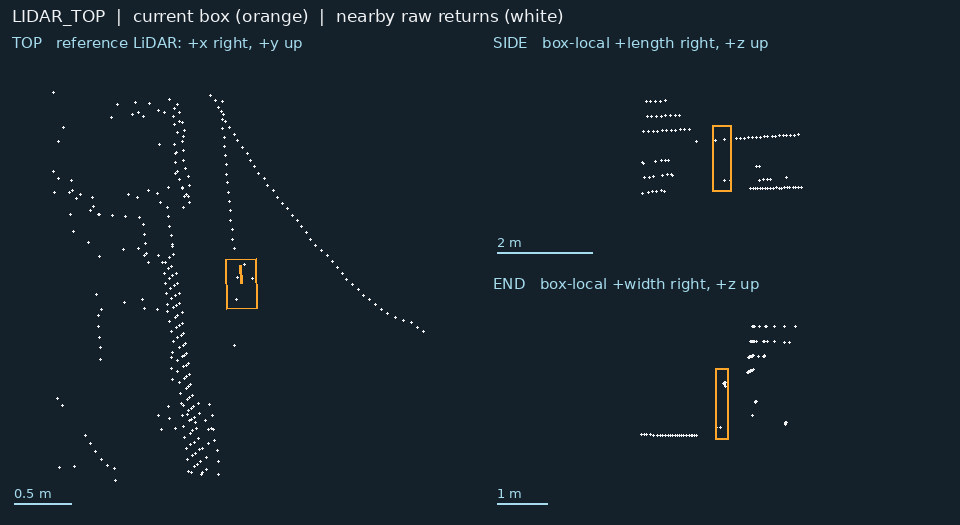 LIDAR_TOP  |  current box (orange)  |  nearby raw returns (white)
TOP   reference LiDAR: +x right, +y up
SIDE   box-local +length right, +z up
2 m
END   box-local +width right, +z up
0.5 m
1 m